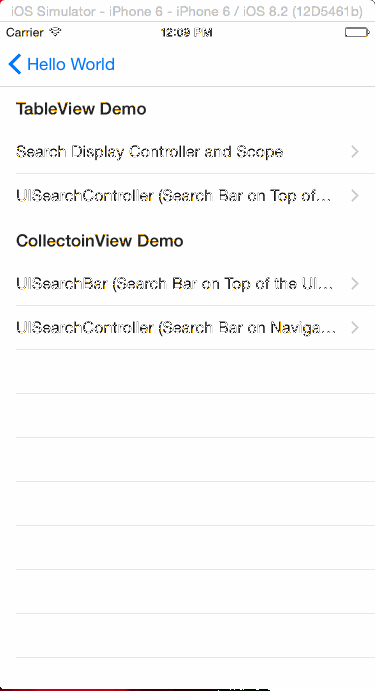 iOS Simulator - iPhone 6 - iPhone 6 / iOS 8.2 (12D5461b)
Carrier 12:09 PM
Hello World
TableView Demo
Search Display Controller and Scope
UISearchController (Search Bar on Top of...
CollectoinView Demo
UISearchBar (Search Bar on Top of the UI...
UISearchController (Search Bar on Naviga...